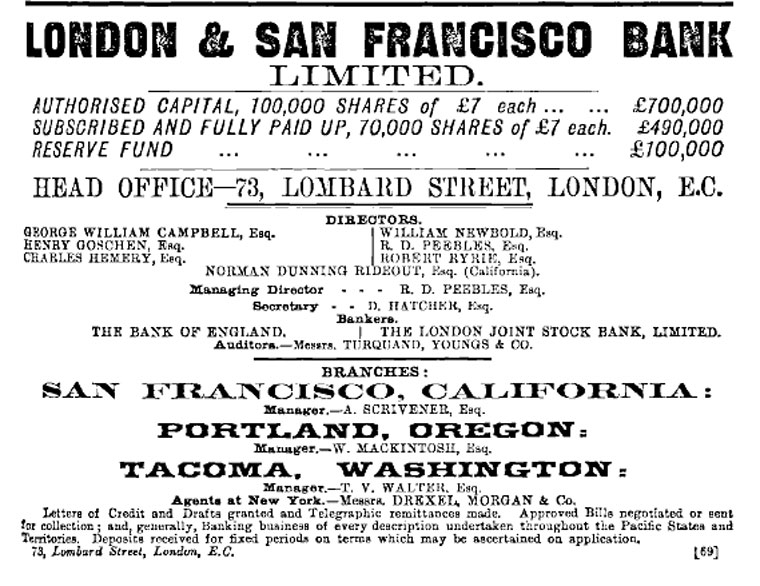 LONDON & SAN FRANCISCO BANK
LIMITED.
AUTHORISED CAPITAL, 100,000 SHARES of £7 each ... ... £700,000
SUBSCRIBED AND FULLY PAID UP, 70,000 SHARES of £7 each. £490,000
RESERVE FUND ... ... ... ... ... £100,000
HEAD OFFICE—73, LOMBARD STREET, LONDON, E.C.
DIRECTORS.
GEORGE WILLIAM CAMPBELL, Esq. | WILLIAM NEWBOLD, Esq.
HENRY GOSCHEN, Esq. | R. D. PEEBLES, Esq.
CHARLES HEMERY, Esq. | ROBERT RYRIE, Esq.
NORMAN DUNNING RIDEOUT, Esq. (California).
Managing Director - - - R. D. PEEBLES, Esq.
Secretary - - D. HATCHER, Esq.
Bankers.
THE BANK OF ENGLAND. | THE LONDON JOINT STOCK BANK, LIMITED.
Auditors.—Messrs. TURQUAND, YOUNGS & CO.
BRANCHES:
SAN FRANCISCO, CALIFORNIA:
Manager.—A. SCRIVENER, Esq.
PORTLAND, OREGON:
Manager.—W. MACKINTOSH, Esq.
TACOMA, WASHINGTON:
Manager.—T. V. WALTER, Esq.
Agents at New York.—Messrs. DREXEL, MORGAN & Co.
Letters of Credit and Drafts granted and Telegraphic remittances made. Approved Bills negotiated or sent
for collection; and, generally, Banking business of every description undertaken throughout the Pacific States and
Territories. Deposits received for fixed periods on terms which may be ascertained on application.
73, Lombard Street, London, E.C. [69]